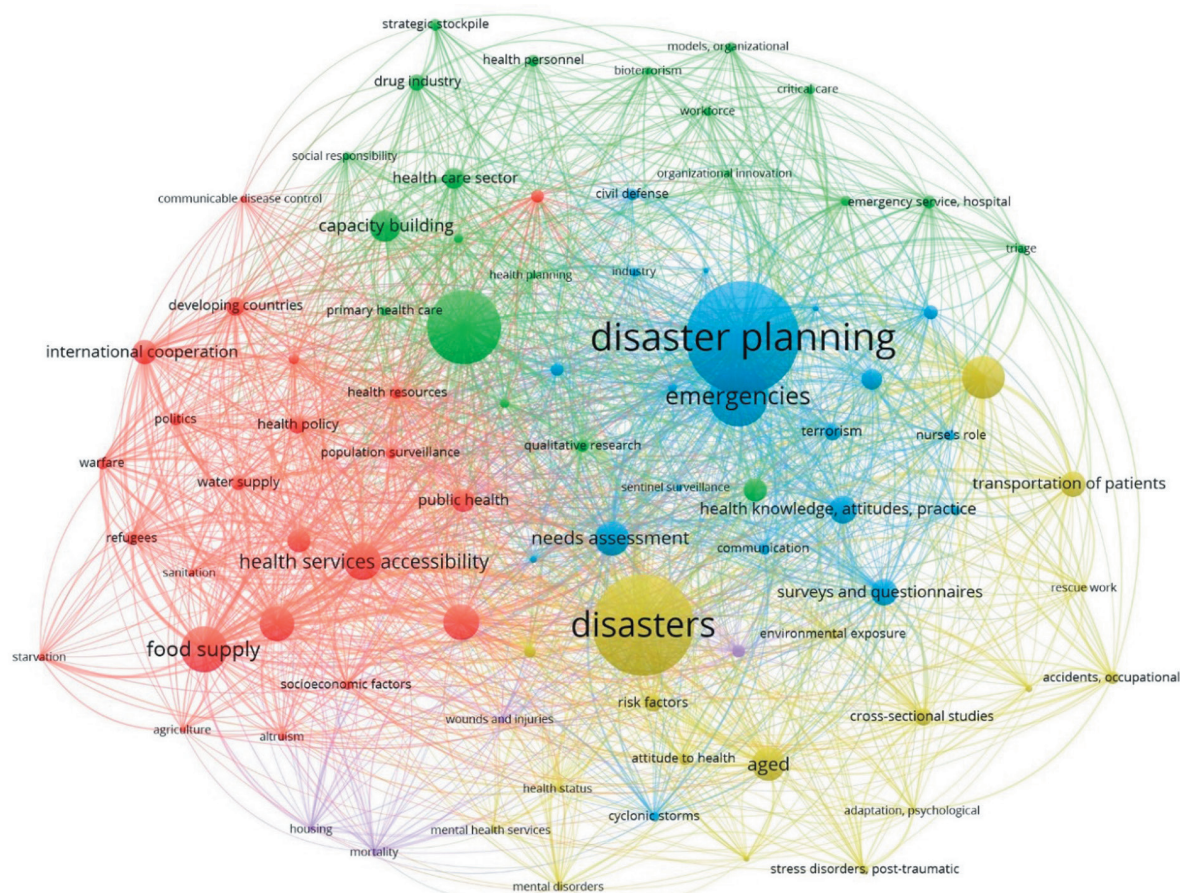 strategic stockpile
models, organizational
health personnel
bioterrorism
drug industry
critical care
workforce
social responsibility
organizational innovation
health care sector
civil defense
communicable disease control
emergency service, hospital
capacity building
triage
industry
health planning
developing countries
primary health care
disaster planning
international cooperation
health resources
emergencies
politics
health policy
terrorism
nurse's role
qualitative research
population surveillance
warfare
water supply
sentinel surveillance
transportation of patients
public health
health knowledge, attitudes, practice
refugees
needs assessment
communication
health services accessibility
sanitation
rescue work
surveys and questionnaires
disasters
environmental exposure
food supply
starvation
accidents, occupational
socioeconomic factors
risk factors
cross-sectional studies
wounds and injuries
agriculture
altruism
attitude to health
aged
health status
adaptation, psychological
cyclonic storms
housing
mental health services
mortality
stress disorders, post-traumatic
mental disorders